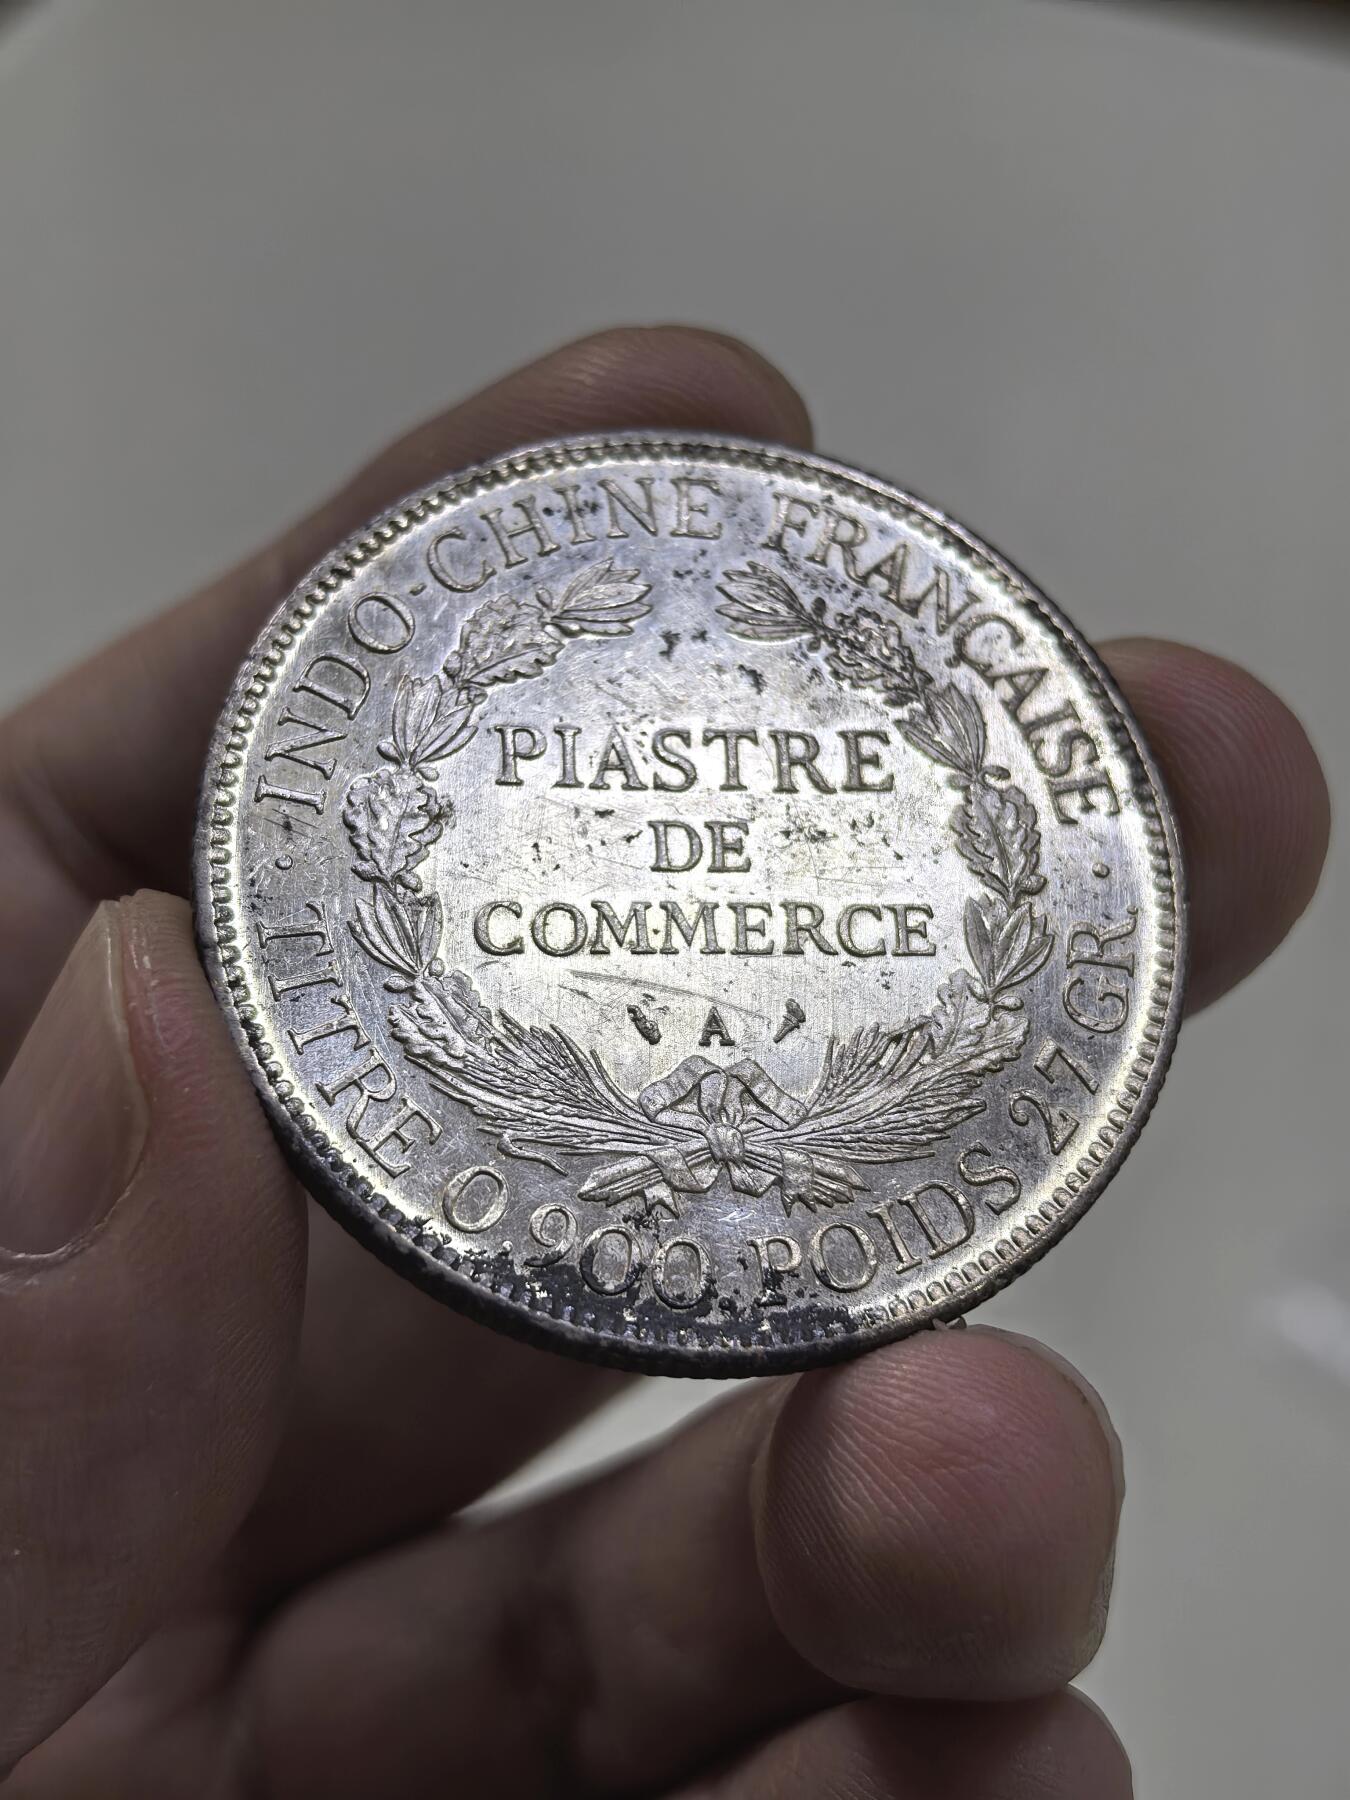 INDO-CHINE FRANÇAISE
PIASTRE
DE
COMMERCE
A
· TITRE 0,900. POIDS 27 GR. ·